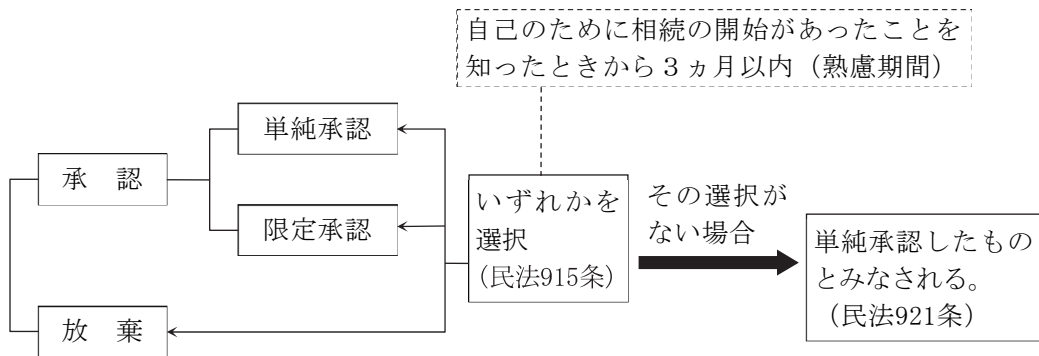 自己のために相続の開始があったことを
知ったときから３ヵ月以内（熟慮期間）
単純承認
承　認
限定承認
放　棄
いずれかを
選択
（民法915条）
その選択が
ない場合
単純承認したもの
とみなされる。
（民法921条）